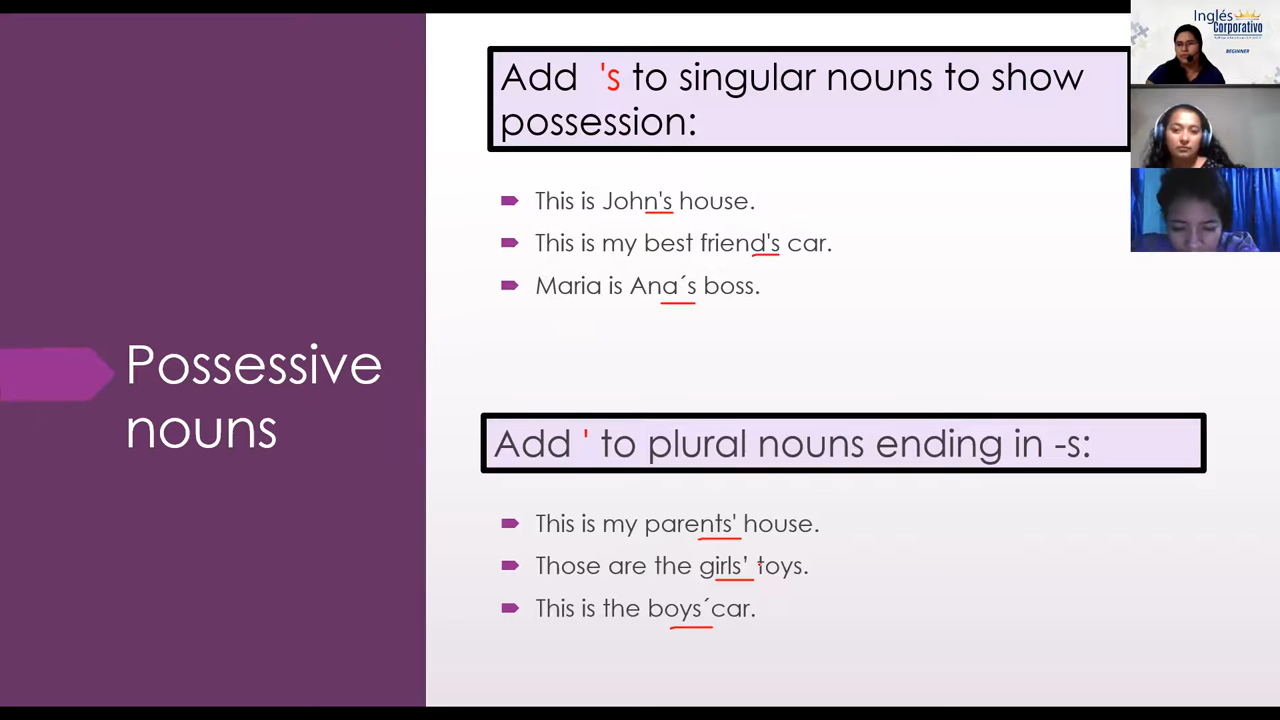 Inglés
Corporativo
BEGINNER
Add 's to singular nouns to show
possession:
This is John's house.
This is my best friend's car.
Maria is Ana´s boss.
Possessive
nouns
Add ' to plural nouns ending in -s:
This is my parents' house.
Those are the girls’ toys.
This is the boys´car.